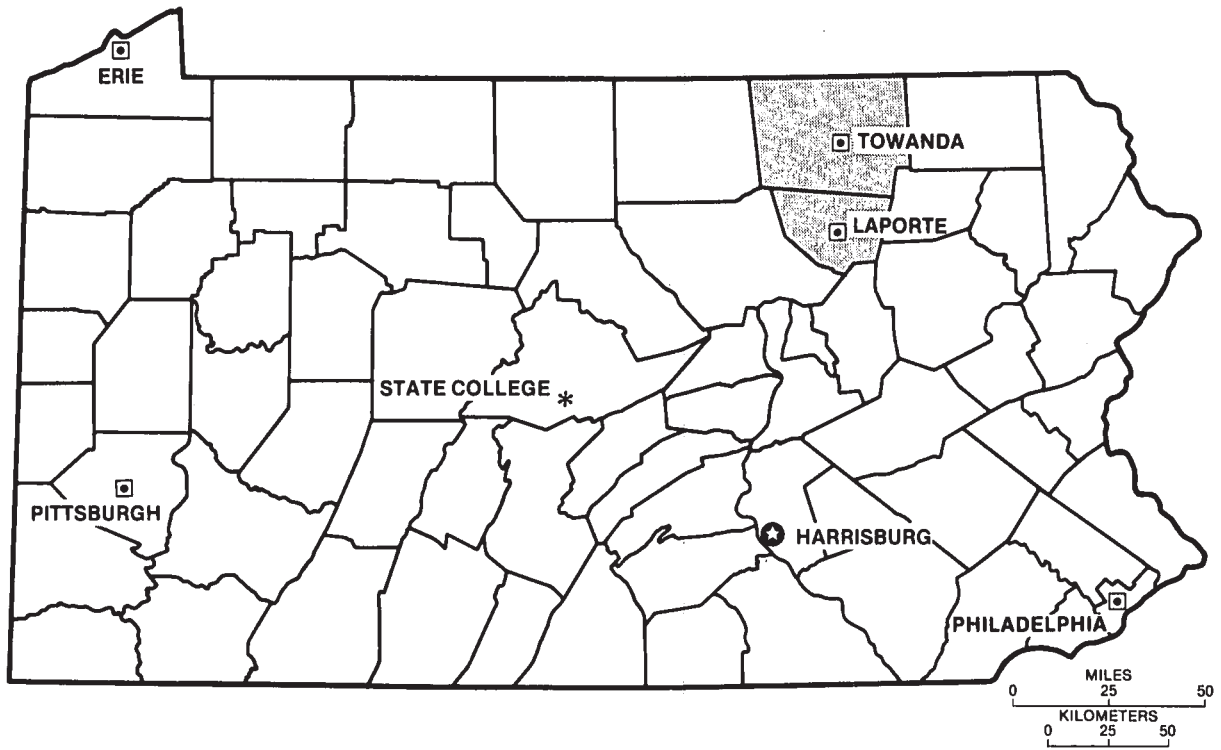 ERIE
TOWANDA
LAPORTE
STATE COLLEGE *
PITTSBURGH
HARRISBURG
PHILADELPHIA
MILES
0 25 50
KILOMETERS
0 25 50